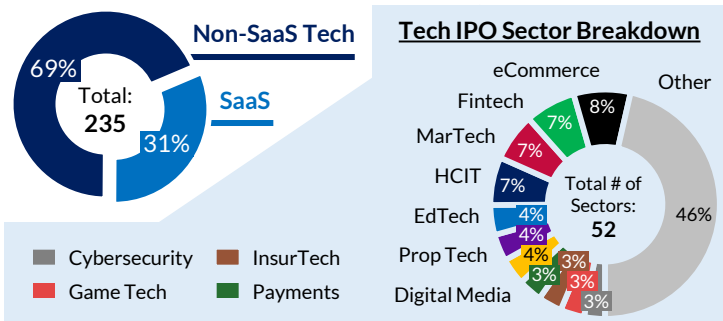 Non-SaaS Tech
69%
Total:
235
SaaS
31%
Tech IPO Sector Breakdown
eCommerce
Other
Fintech
8%
7%
MarTech
7%
HCIT
7%
Total # of
Sectors:
52
46%
EdTech
4%
4%
Prop Tech
4%
3%
3%
Digital Media
3%
3%
Cybersecurity
InsurTech
Game Tech
Payments